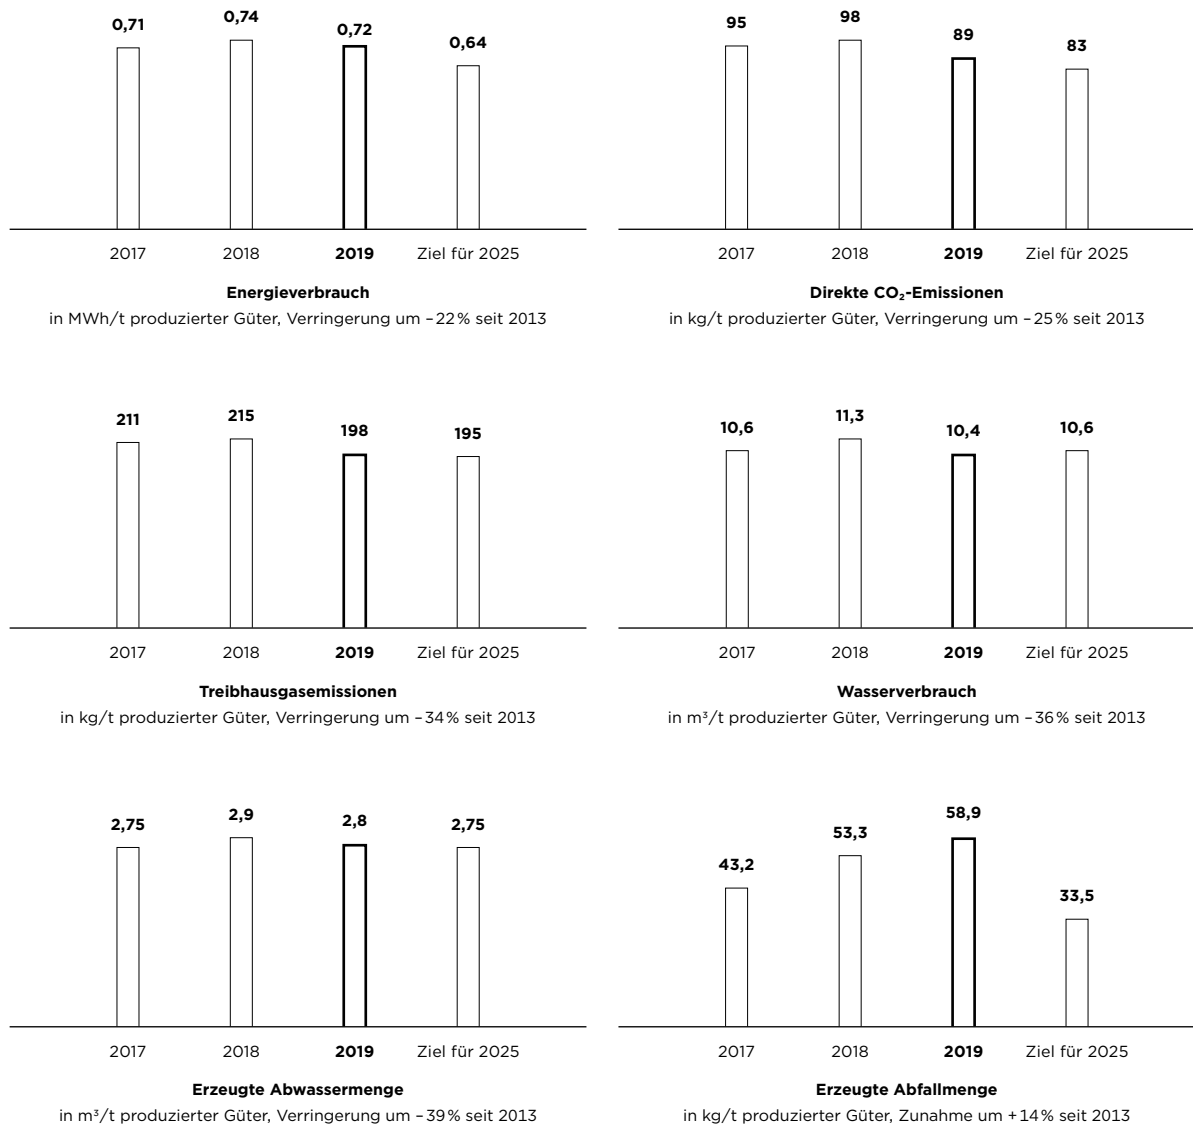 0,71
0,74
0,72
0,64
2017
2018
2019
Ziel für 2025
Energieverbrauch
in MWh/t produzierter Güter, Verringerung um –22 % seit 2013
95
98
89
83
2017
2018
2019
Ziel für 2025
Direkte CO₂-Emissionen
in kg/t produzierter Güter, Verringerung um –25 % seit 2013
211
215
198
195
2017
2018
2019
Ziel für 2025
Treibhausgasemissionen
in kg/t produzierter Güter, Verringerung um –34 % seit 2013
10,6
11,3
10,4
10,6
2017
2018
2019
Ziel für 2025
Wasserverbrauch
in m³/t produzierter Güter, Verringerung um –36 % seit 2013
2,75
2,9
2,8
2,75
2017
2018
2019
Ziel für 2025
Erzeugte Abwassermenge
in m³/t produzierter Güter, Verringerung um –39 % seit 2013
43,2
53,3
58,9
33,5
2017
2018
2019
Ziel für 2025
Erzeugte Abfallmenge
in kg/t produzierter Güter, Zunahme um +14 % seit 2013